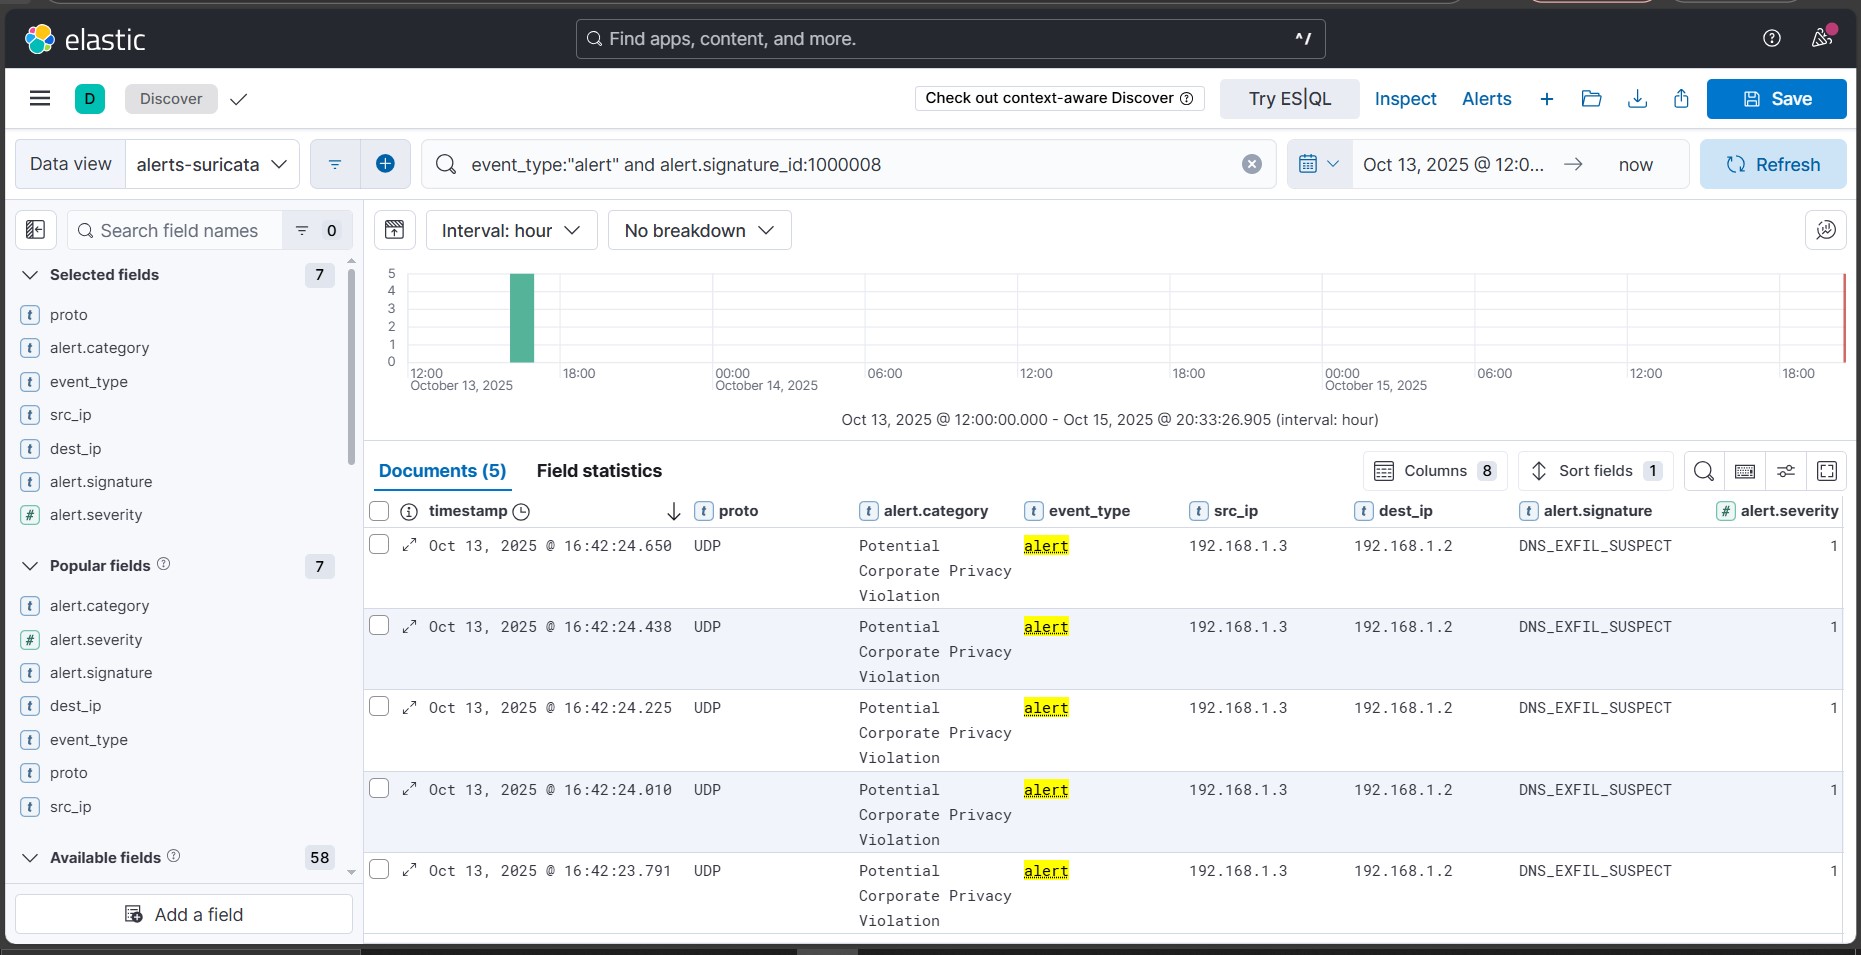 elastic
Find apps, content, and more.
^/
D
Discover
Check out context-aware Discover
Try ES|QL
Inspect
Alerts
Save
Data view
alerts-suricata
event_type:"alert" and alert.signature_id:1000008
Oct 13, 2025 @ 12:0...
now
Refresh
Search field names
0
Interval: hour
No breakdown
Selected fields
7
t proto
t alert.category
t event_type
t src_ip
t dest_ip
t alert.signature
# alert.severity
Popular fields
7
t alert.category
# alert.severity
t alert.signature
t dest_ip
t event_type
t proto
t src_ip
Available fields
58
Add a field
5
4
3
2
1
0
12:00
October 13, 2025
18:00
00:00
October 14, 2025
06:00
12:00
18:00
00:00
October 15, 2025
06:00
12:00
18:00
Oct 13, 2025 @ 12:00:00.000 - Oct 15, 2025 @ 20:33:26.905 (interval: hour)
Documents (5)
Field statistics
Columns 8
Sort fields 1
timestamp t proto t alert.category t event_type t src_ip t dest_ip t alert.signature # alert.severity
Oct 13, 2025 @ 16:42:24.650 UDP Potential alert 192.168.1.3 192.168.1.2 DNS_EXFIL_SUSPECT 1
Corporate Privacy
Violation
Oct 13, 2025 @ 16:42:24.438 UDP Potential alert 192.168.1.3 192.168.1.2 DNS_EXFIL_SUSPECT 1
Corporate Privacy
Violation
Oct 13, 2025 @ 16:42:24.225 UDP Potential alert 192.168.1.3 192.168.1.2 DNS_EXFIL_SUSPECT 1
Corporate Privacy
Violation
Oct 13, 2025 @ 16:42:24.010 UDP Potential alert 192.168.1.3 192.168.1.2 DNS_EXFIL_SUSPECT 1
Corporate Privacy
Violation
Oct 13, 2025 @ 16:42:23.791 UDP Potential alert 192.168.1.3 192.168.1.2 DNS_EXFIL_SUSPECT 1
Corporate Privacy
Violation